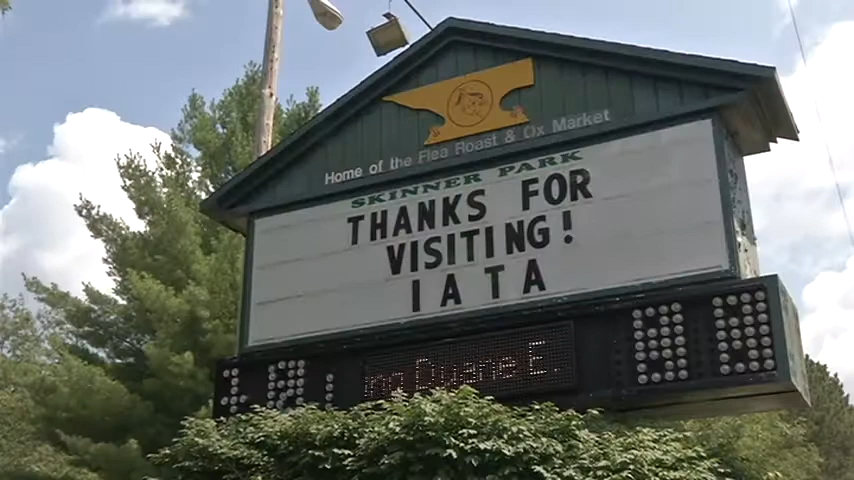 Home of the Flea Roast & Ox Market
SKINNER PARK
THANKS FOR
VISITING!
IATA
Duane E.